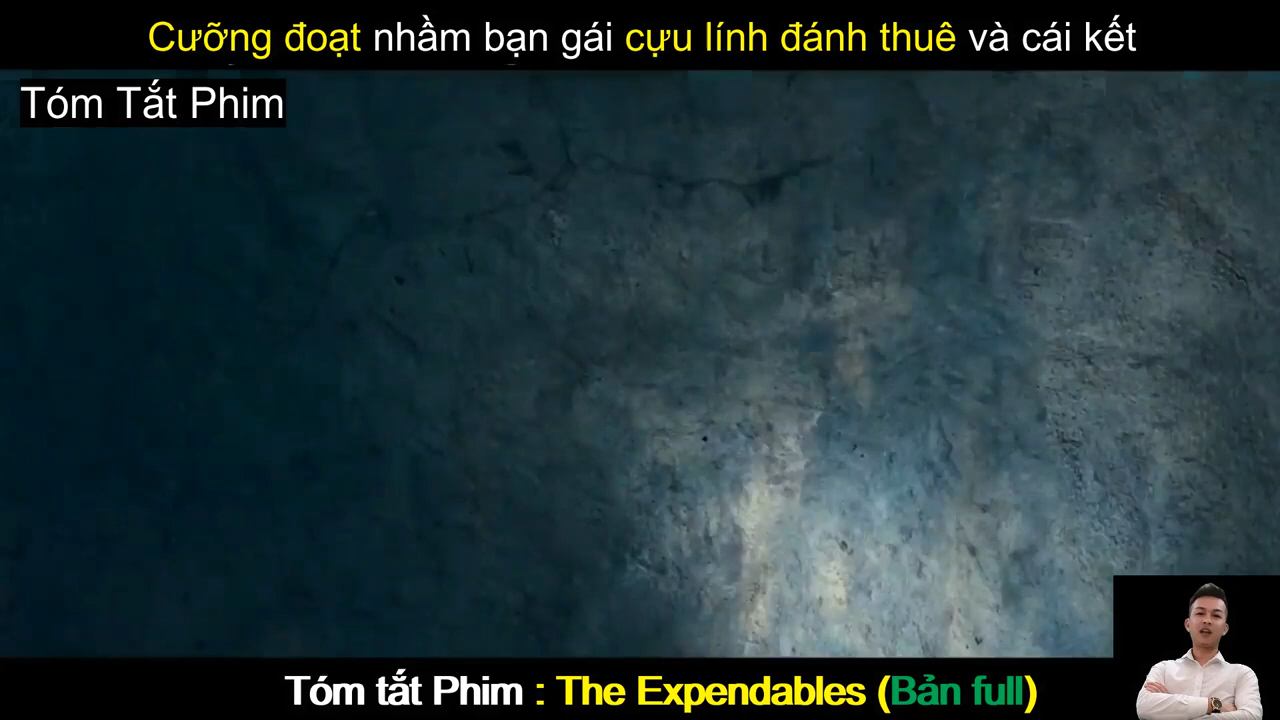 Cưỡng đoạt nhầm bạn gái cựu lính đánh thuê và cái kết
Tóm Tắt Phim
Tóm tắt Phim : The Expendables (Bản full)